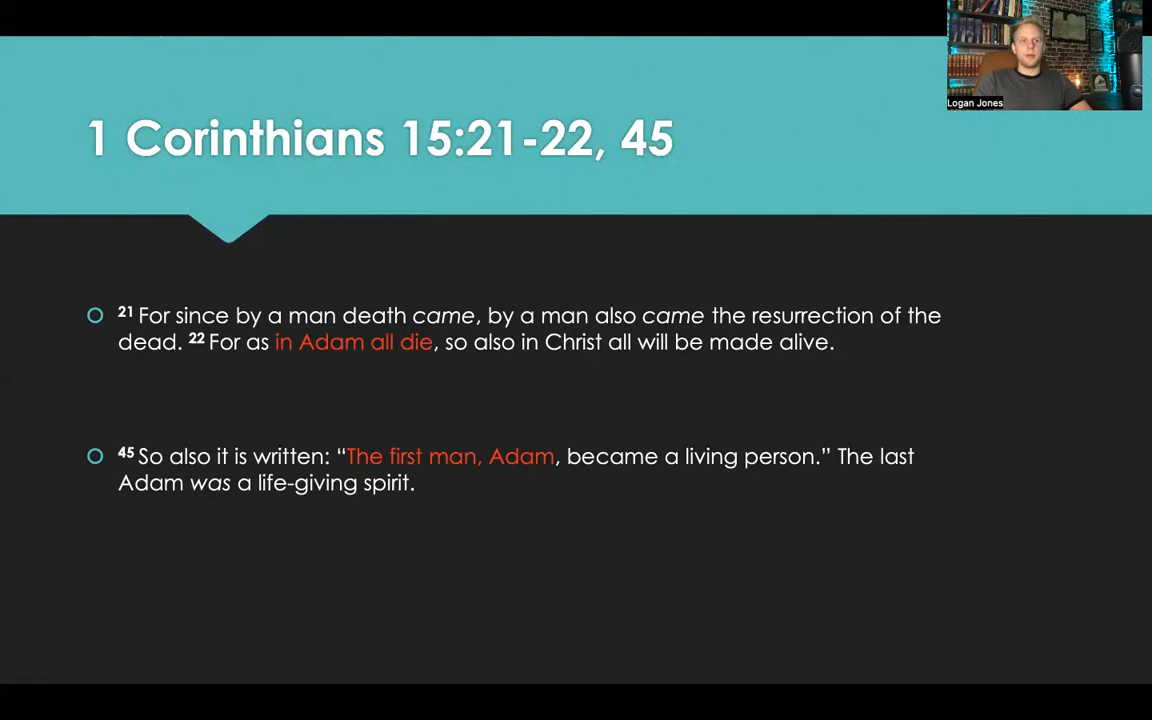 Logan Jones
1 Corinthians 15:21-22, 45
21 For since by a man death came, by a man also came the resurrection of the
dead. 22 For as in Adam all die, so also in Christ all will be made alive.
45 So also it is written: “The first man, Adam, became a living person.” The last
Adam was a life-giving spirit.